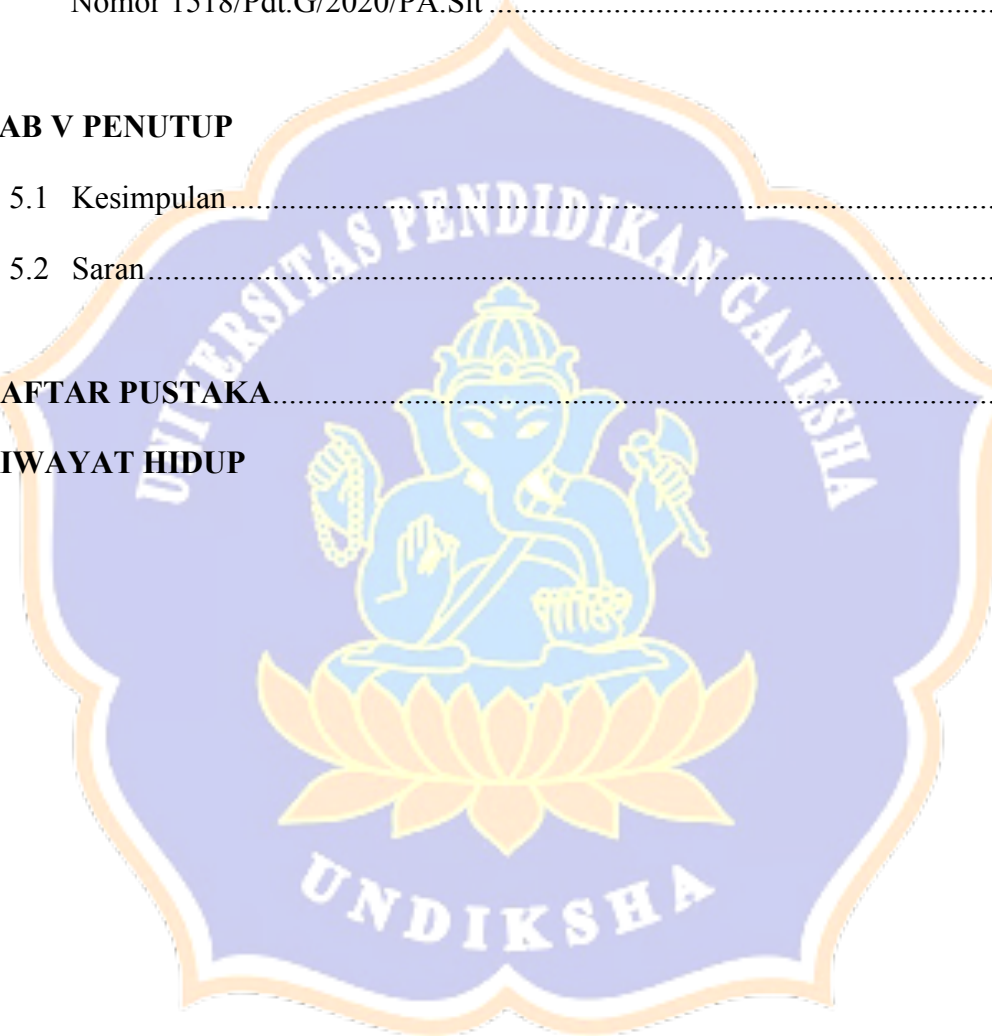 Nomor 1518/Pdt.G/2020/PA.Sit ..........................................................................
AB V PENUTUP
5.1 Kesimpulan ....................................................................................................................
5.2 Saran.................................................................................................................................
AFTAR PUSTAKA..............................................................................................................
IWAYAT HIDUP
UNIVERSITAS PENDIDIKAN GANESHA
UNDIKSHA